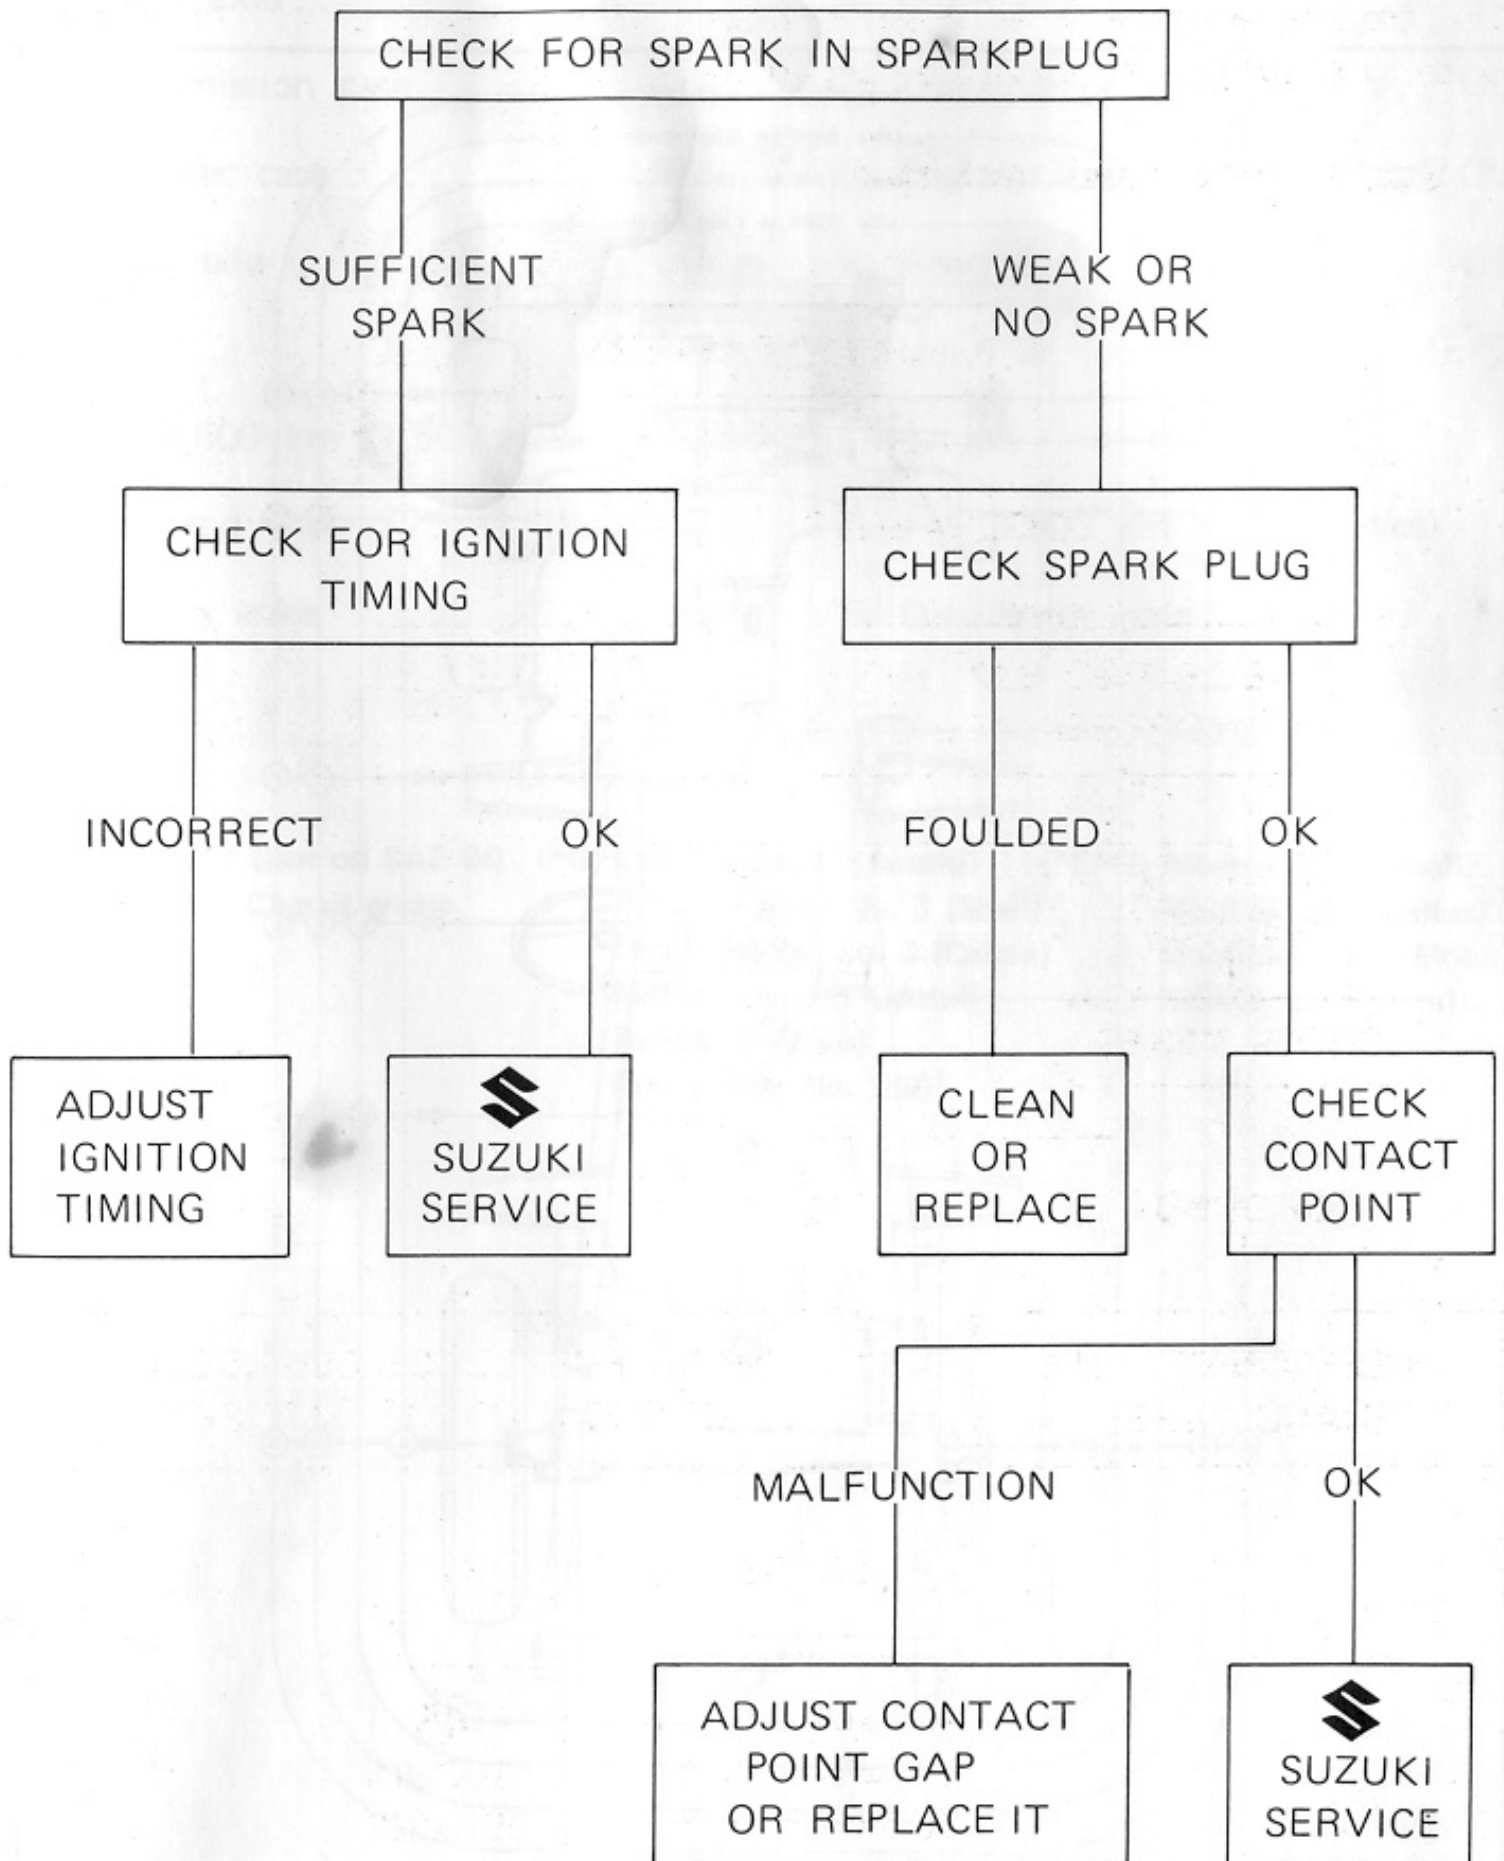 CHECK FOR SPARK IN SPARKPLUG
SUFFICIENT
SPARK
WEAK OR
NO SPARK
CHECK FOR IGNITION
TIMING
CHECK SPARK PLUG
INCORRECT
OK
FOULDED
OK
ADJUST
IGNITION
TIMING
SUZUKI
SERVICE
CLEAN
OR
REPLACE
CHECK
CONTACT
POINT
MALFUNCTION
OK
ADJUST CONTACT
POINT GAP
OR REPLACE IT
SUZUKI
SERVICE